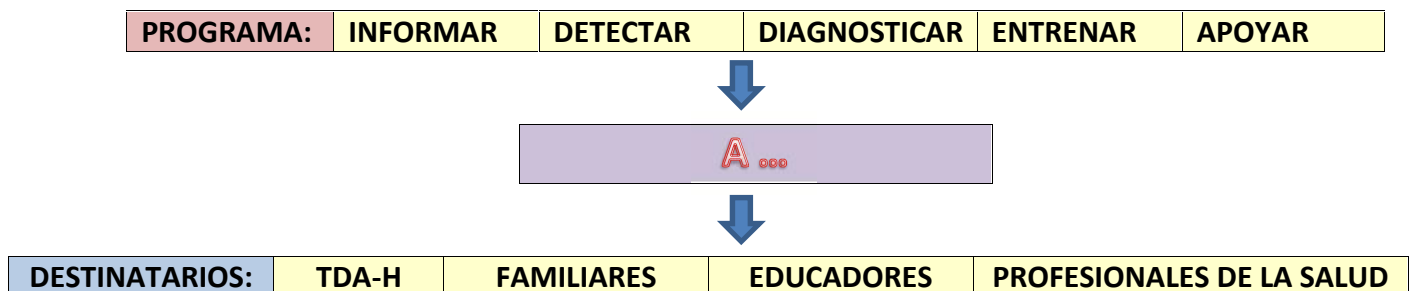 PROGRAMA: INFORMAR DETECTAR DIAGNOSTICAR ENTRENAR APOYAR
A ...
DESTINATARIOS: TDA-H FAMILIARES EDUCADORES PROFESIONALES DE LA SALUD